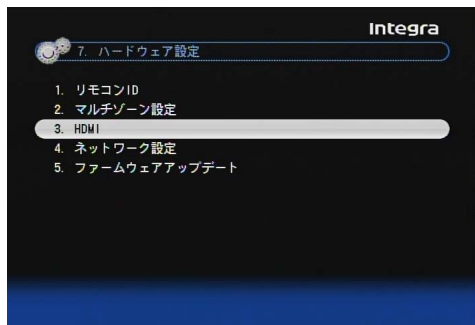 Integra
7. ハードウェア設定
1. リモコンID
2. マルチゾーン設定
3. HDMI
4. ネットワーク設定
5. ファームウェアアップデート